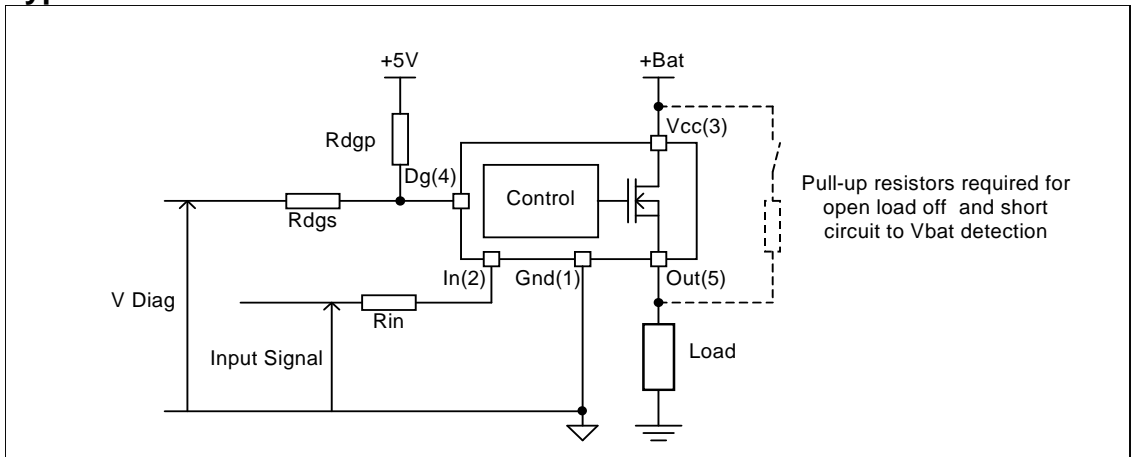 +5V
+Bat
Rdgp
Vcc(3)
Dg(4)
Control
Rdgs
Pull-up resistors required for
open load off and short
circuit to Vbat detection
In(2)
Gnd(1)
Out(5)
V Diag
Rin
Input Signal
Load